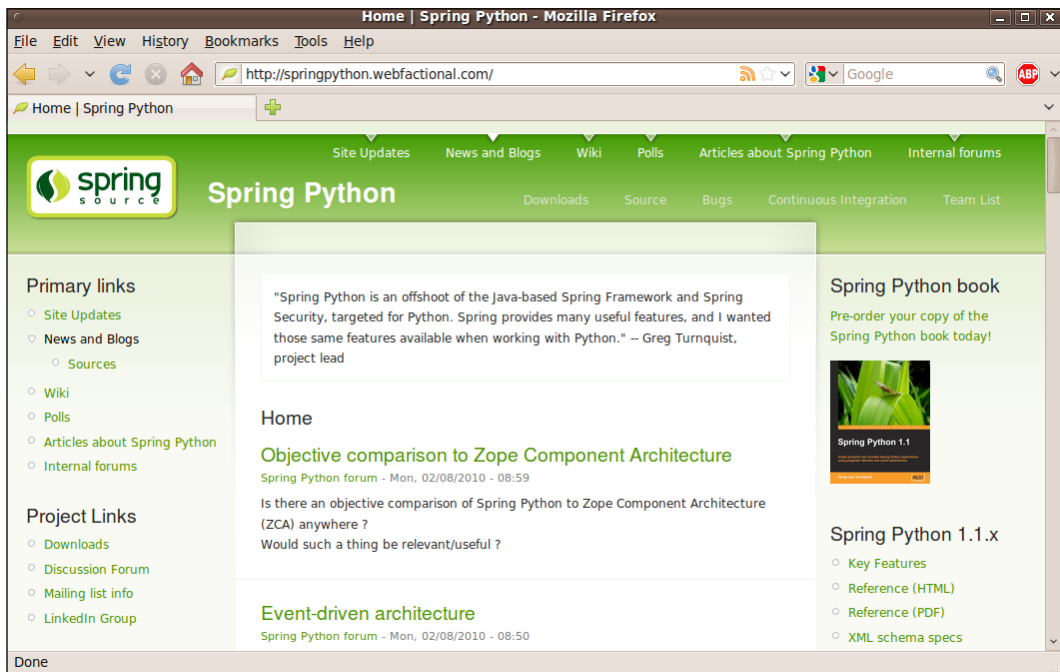 Home | Spring Python - Mozilla Firefox
File Edit View History Bookmarks Tools Help
http://springpython.webfactional.com/
Google
ABP
Home | Spring Python
Site Updates News and Blogs Wiki Polls Articles about Spring Python Internal forums
spring
source
Spring Python
Downloads Source Bugs Continuous Integration Team List
Primary links
Site Updates
News and Blogs
Sources
Wiki
Polls
Articles about Spring Python
Internal forums
Project Links
Downloads
Discussion Forum
Mailing list info
LinkedIn Group
"Spring Python is an offshoot of the Java-based Spring Framework and Spring
Security, targeted for Python. Spring provides many useful features, and I wanted
those same features available when working with Python." -- Greg Turnquist,
project lead
Home
Objective comparison to Zope Component Architecture
Spring Python forum - Mon, 02/08/2010 - 08:59
Is there an objective comparison of Spring Python to Zope Component Architecture
(ZCA) anywhere ?
Would such a thing be relevant/useful ?
Event-driven architecture
Spring Python forum - Mon, 02/08/2010 - 08:50
Spring Python book
Pre-order your copy of the
Spring Python book today!
Spring Python 1.1
Spring Python 1.1.x
Key Features
Reference (HTML)
Reference (PDF)
XML schema specs
Done